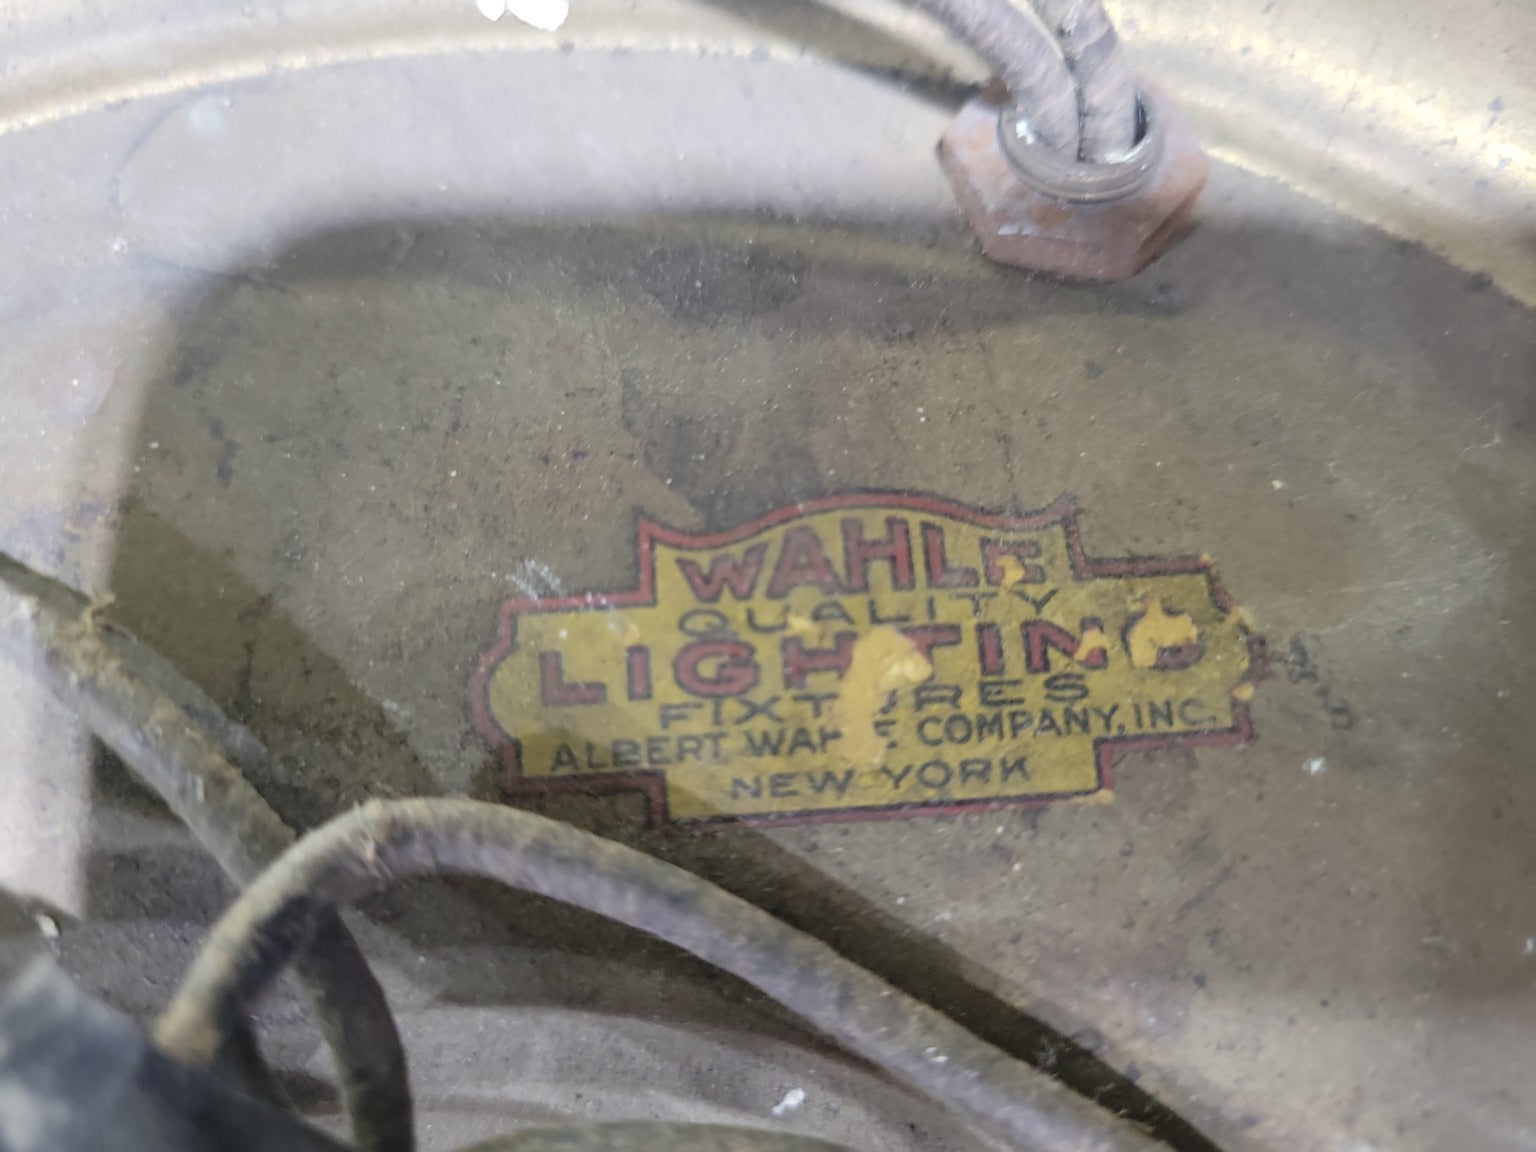 WAHLE
QUALITY
LIGHTING
FIXTURES
ALBERT WAHLE COMPANY, INC.
NEW YORK